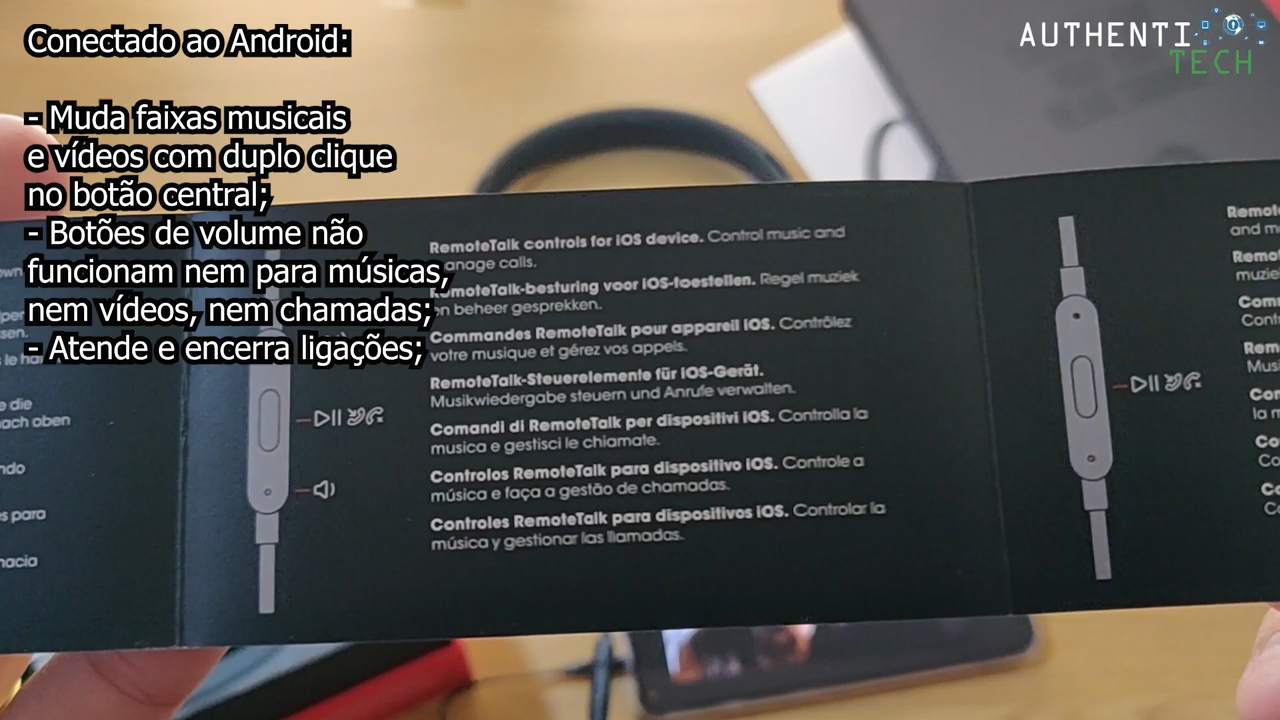 Conectado ao Android:
- Muda faixas musicais
e vídeos com duplo clique
no botão central;
- Botões de volume não
funcionam nem para músicas,
nem vídeos, nem chamadas;
- Atende e encerra ligações;
AUTHENTI
TECH
RemoteTalk controls for iOS device. Control music and
manage calls.
RemoteTalk-besturing voor iOS-toestellen. Regel muziek
en beheer gesprekken.
Commandes RemoteTalk pour appareil iOS. Contrôlez
votre musique et gérez vos appels.
RemoteTalk-Steuerelemente für iOS-Gerät.
Musikwiedergabe steuern und Anrufe verwalten.
Comandi di RemoteTalk per dispositivi iOS. Controlla la
musica e gestisci le chiamate.
Controlos RemoteTalk para dispositivo iOS. Controle a
música e faça a gestão de chamadas.
Controles RemoteTalk para dispositivos iOS. Controlar la
música y gestionar las llamadas.
die
nach oben
para